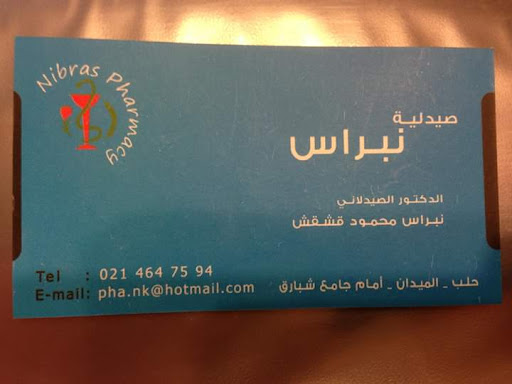 Nibras Pharmacy
صيدلية
نبراس
الدكتور الصيدلاني
نبراس محمود قشقش
Tel : 021 464 75 94
E-mail: pha.nk@hotmail.com
حلب - الميدان - أمام جامع شبارق